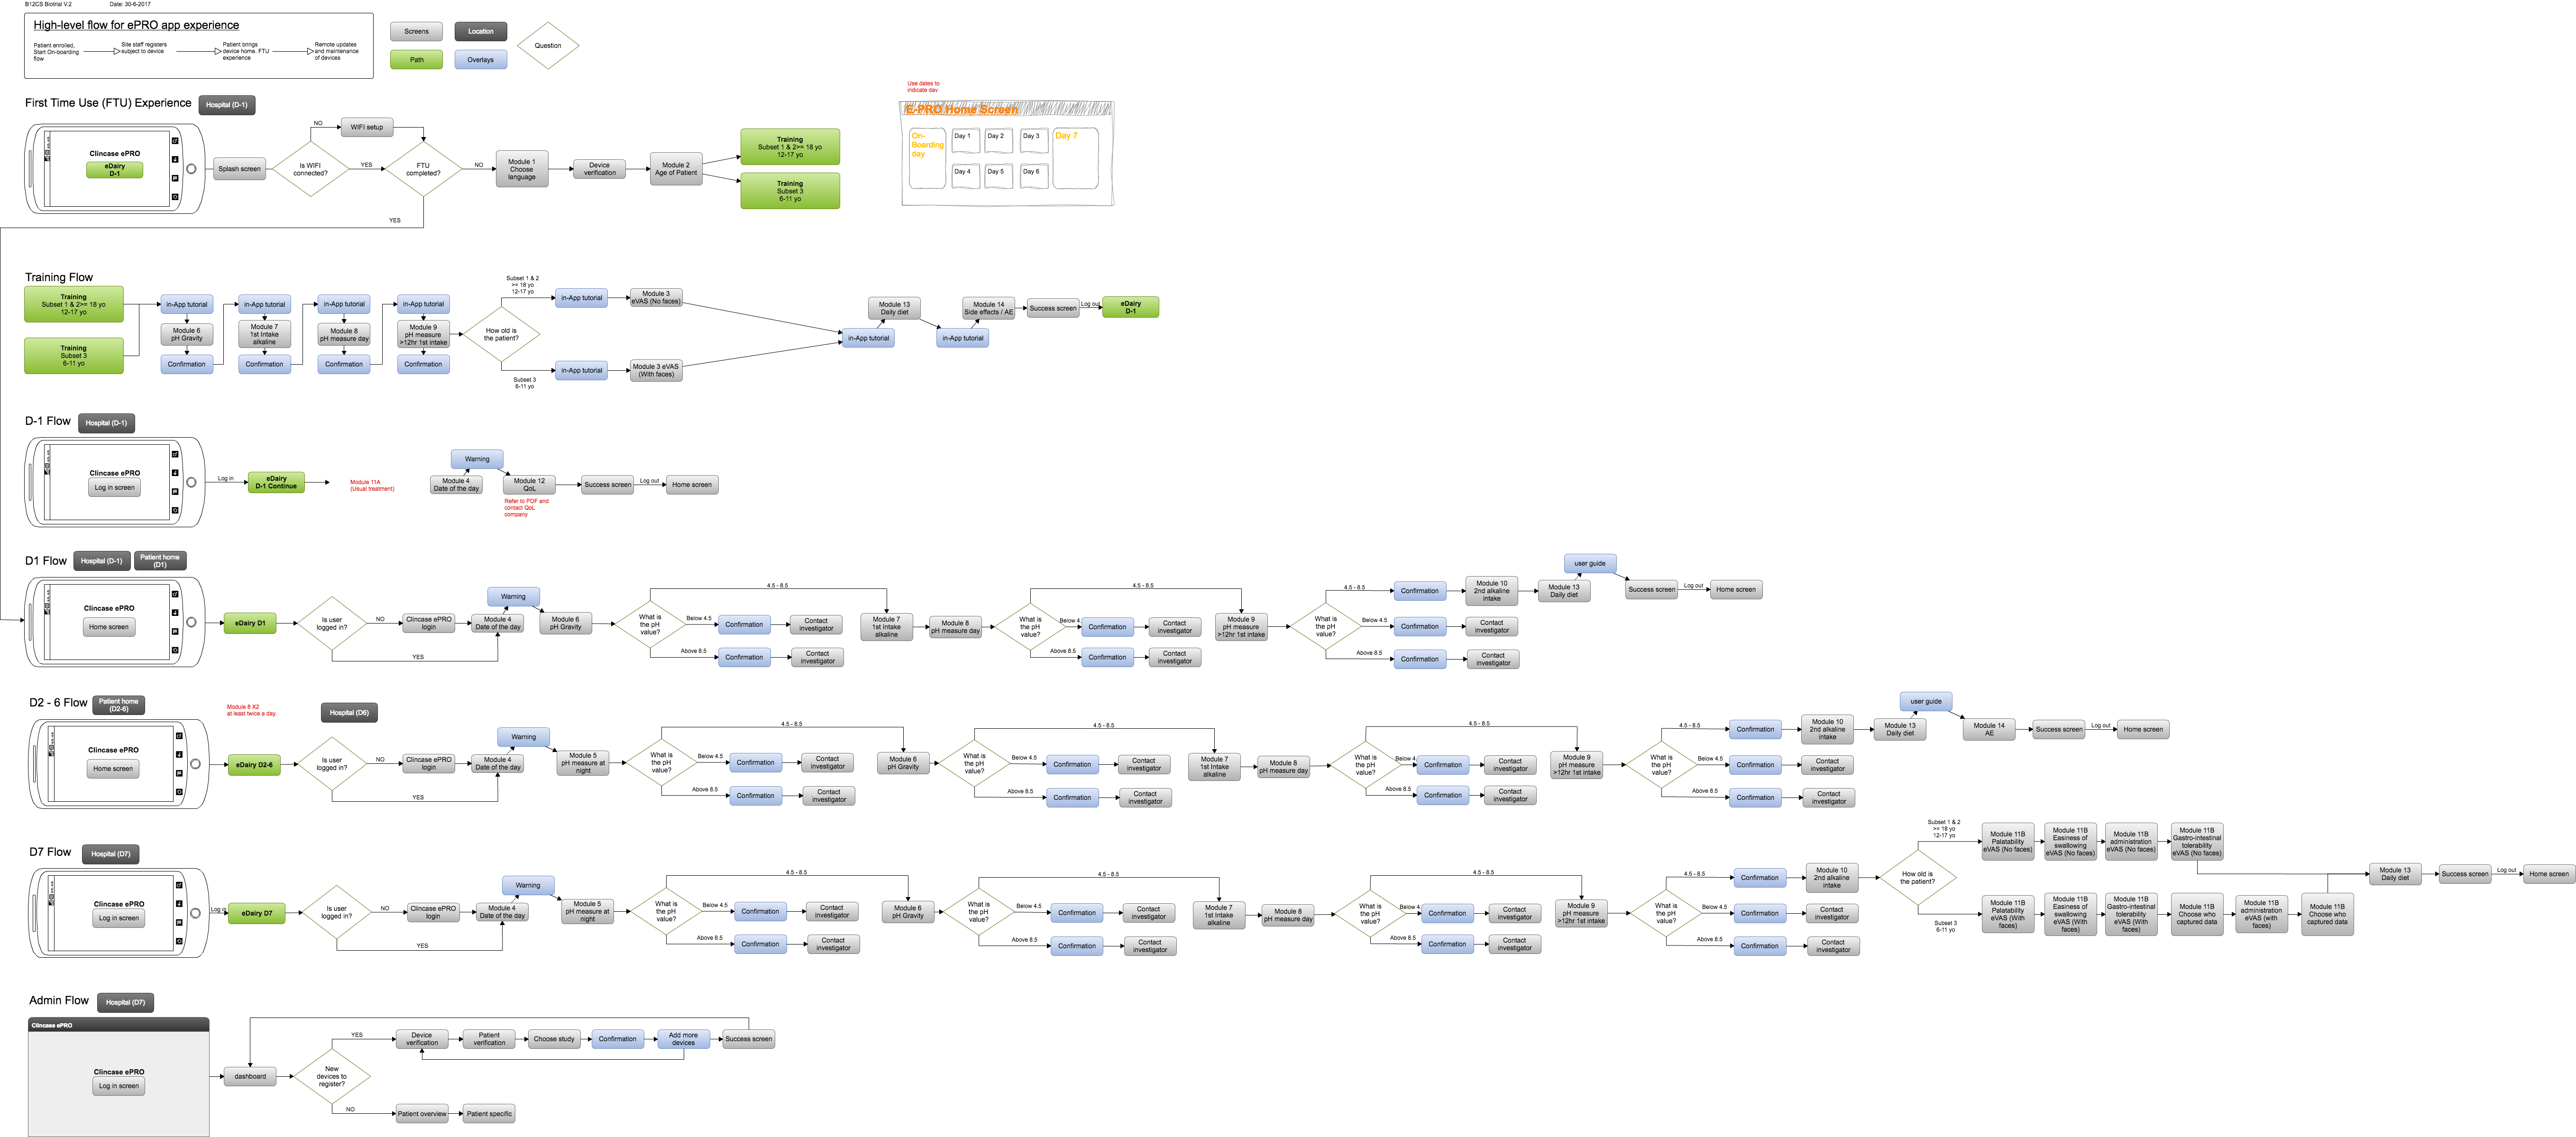 B12CS Biotrial V.2
Date: 30-6-2017
High-level flow for ePRO app experience
Patient enrolled,
Start On-boarding
flow
Site staff registers
subject to device
Patient brings
device home. FTU
experience
Remote updates
and maintenance
of devices
Screens
Location
Path
Overlays
Question
First Time Use (FTU) Experience
Hospital (D-1)
Clincase ePRO
eDairy
D-1
Splash screen
Is WIFI
connected?
NO
WIFI setup
YES
FTU
completed?
NO
YES
Module 1
Choose
language
Device
verification
Module 2
Age of Patient
Training
Subset 1 & 2>= 18 yo
12-17 yo
Training
Subset 3
6-11 yo
Use dates to
indicate day
E-PRO Home Screen
On-
Boarding
day
Day 1
Day 2
Day 3
Day 4
Day 5
Day 6
Day 7
Training Flow
Training
Subset 1 & 2>= 18 yo
12-17 yo
Training
Subset 3
6-11 yo
in-App tutorial
Module 6
pH Gravity
Confirmation
in-App tutorial
Module 7
1st Intake
alkaline
Confirmation
in-App tutorial
Module 8
pH measure day
Confirmation
in-App tutorial
Module 9
pH measure
>12hr 1st intake
Confirmation
How old is
the patient?
Subset 1 & 2
>= 18 yo
12-17 yo
in-App tutorial
Module 3
eVAS (No faces)
Subset 3
6-11 yo
in-App tutorial
Module 3 eVAS
(With faces)
in-App tutorial
Module 13
Daily diet
in-App tutorial
Module 14
Side effects / AE
Success screen
Log out
eDairy
D-1
D-1 Flow
Hospital (D-1)
Clincase ePRO
Log in screen
Log in
eDairy
D-1 Continue
Module 11A
(Usual treatment)
Warning
Module 4
Date of the day
Module 12
QoL
Refer to PDF and
contact QoL
company
Success screen
Log out
Home screen
D1 Flow
Hospital (D-1)
Patient home
(D1)
Clincase ePRO
Home screen
eDairy D1
Is user
logged in?
NO
YES
Clincase ePRO
login
Module 4
Date of the day
Warning
Module 6
pH Gravity
What is
the pH
value?
4.5 - 8.5
Below 4.5
Confirmation
Contact
investigator
Above 8.5
Confirmation
Contact
investigator
Module 7
1st Intake
alkaline
Module 8
pH measure day
What is
the pH
value?
4.5 - 8.5
Below 4.
Confirmation
Contact
investigator
Above 8.5
Confirmation
Contact
investigator
Module 9
pH measure
>12hr 1st intake
What is
the pH
value?
4.5 - 8.5
Confirmation
Module 10
2nd alkaline
intake
Module 13
Daily diet
user guide
Success screen
Log out
Home screen
Below 4.5
Confirmation
Contact
investigator
Above 8.5
Confirmation
Contact
investigator
D2 - 6 Flow
Patient home
(D2-6)
Module 8 X2
at least twice a day.
Hospital (D6)
Clincase ePRO
Home screen
eDairy D2-6
Is user
logged in?
NO
YES
Clincase ePRO
login
Module 4
Date of the day
Warning
Module 5
pH measure at
night
What is
the pH
value?
4.5 - 8.5
Below 4.5
Confirmation
Contact
investigator
Above 8.5
Confirmation
Contact
investigator
Module 6
pH Gravity
What is
the pH
value?
4.5 - 8.5
Below 4.5
Confirmation
Contact
investigator
Above 8.5
Confirmation
Contact
investigator
Module 7
1st Intake
alkaline
Module 8
pH measure day
What is
the pH
value?
4.5 - 8.5
Below 4.
Confirmation
Contact
investigator
Above 8.5
Confirmation
Contact
investigator
Module 9
pH measure
>12hr 1st intake
What is
the pH
value?
4.5 - 8.5
Confirmation
Module 10
2nd alkaline
intake
Module 13
Daily diet
user guide
Module 14
AE
Success screen
Log out
Home screen
Below 4.5
Confirmation
Contact
investigator
Above 8.5
Confirmation
Contact
investigator
D7 Flow
Hospital (D7)
Clincase ePRO
Log in screen
Log in
eDairy D7
Is user
logged in?
NO
YES
Clincase ePRO
login
Module 4
Date of the day
Warning
Module 5
pH measure at
night
What is
the pH
value?
4.5 - 8.5
Below 4.5
Confirmation
Contact
investigator
Above 8.5
Confirmation
Contact
investigator
Module 6
pH Gravity
What is
the pH
value?
4.5 - 8.5
Below 4.5
Confirmation
Contact
investigator
Above 8.5
Confirmation
Contact
investigator
Module 7
1st Intake
alkaline
Module 8
pH measure day
What is
the pH
value?
4.5 - 8.5
Below 4.
Confirmation
Contact
investigator
Above 8.5
Confirmation
Contact
investigator
Module 9
pH measure
>12hr 1st intake
What is
the pH
value?
4.5 - 8.5
Confirmation
Module 10
2nd alkaline
intake
Below 4.5
Confirmation
Contact
investigator
Above 8.5
Confirmation
Contact
investigator
How old is
the patient?
Subset 1 & 2
>= 18 yo
12-17 yo
Module 11B
Palatability
eVAS (No faces)
Module 11B
Easiness of
swallowing
eVAS (No faces)
Module 11B
administration
eVAS (No faces)
Module 11B
Gastro-intestinal
tolerability
eVAS (No faces)
Subset 3
6-11 yo
Module 11B
Palatability
eVAS (With
faces)
Module 11B
Easiness of
swallowing
eVAS (With
faces)
Module 11B
Gastro-intestinal
tolerability
eVAS (With
faces)
Module 11B
Choose who
captured data
Module 11B
administration
eVAS (with
faces)
Module 11B
Choose who
captured data
Module 13
Daily diet
Success screen
Log out
Home screen
Admin Flow
Hospital (D7)
Clincase ePRO
Clincase ePRO
Log in screen
dashboard
New
devices to
register?
YES
Device
verification
Patient
verification
Choose study
Confirmation
Add more
devices
Success screen
NO
Patient overview
Patient specific